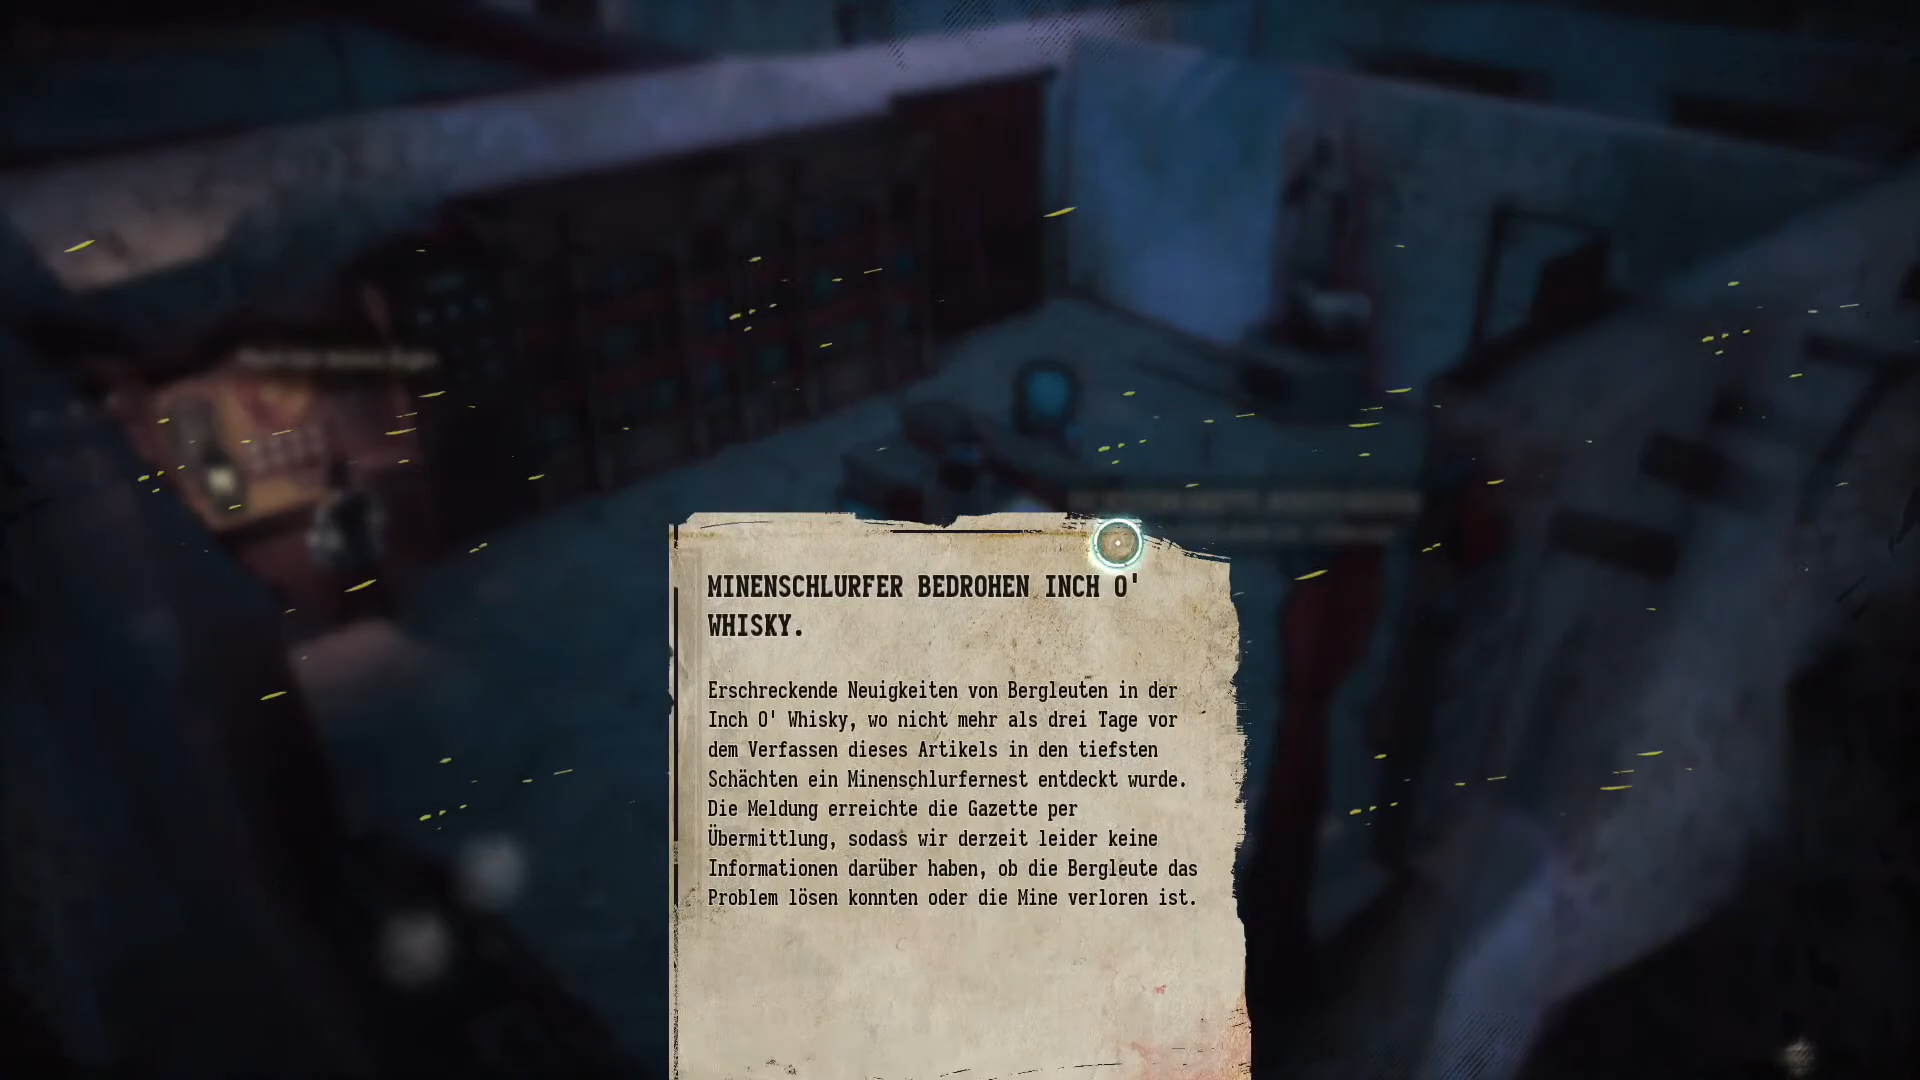 MINENSCHLURFER BEDROHEN INCH O'
WHISKY.
Erschreckende Neuigkeiten von Bergleuten in der
Inch O' Whisky, wo nicht mehr als drei Tage vor
dem Verfassen dieses Artikels in den tiefsten
Schächten ein Minenschlurfernest entdeckt wurde.
Die Meldung erreichte die Gazette per
Übermittlung, sodass wir derzeit leider keine
Informationen darüber haben, ob die Bergleute das
Problem lösen konnten oder die Mine verloren ist.